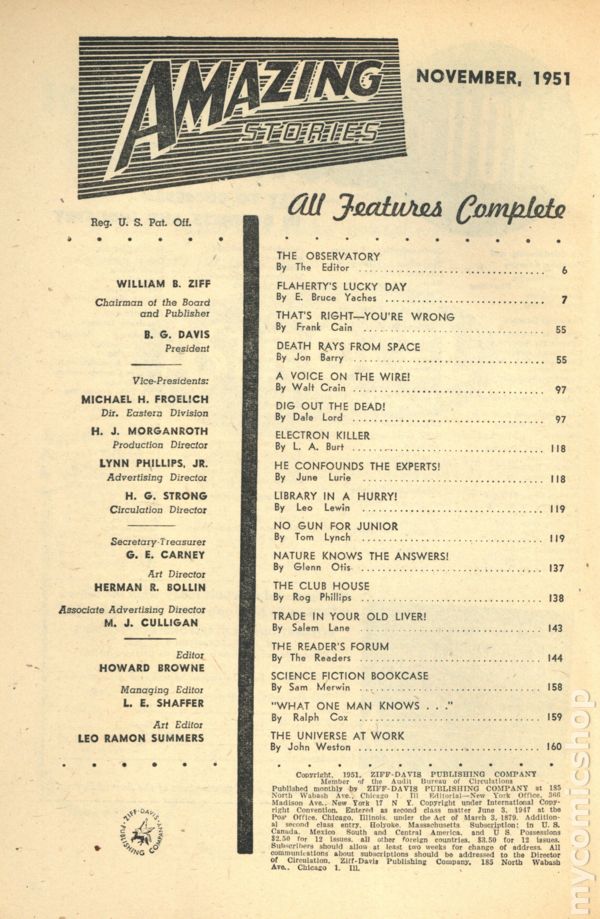 AMAZING
STORIES
NOVEMBER, 1951
All Features Complete
Reg. U. S. Pat. Off.
WILLIAM B. ZIFF
Chairman of the Board
and Publisher
B. G. DAVIS
President
Vice-Presidents:
MICHAEL H. FROELICH
Dir. Eastern Division
H. J. MORGANROTH
Production Director
LYNN PHILLIPS, JR.
Advertising Director
H. G. STRONG
Circulation Director
Secretary-Treasurer
G. E. CARNEY
Art Director
HERMAN R. BOLLIN
Associate Advertising Director
M. J. CULLIGAN
Editor
HOWARD BROWNE
Managing Editor
L. E. SHAFFER
Art Editor
LEO RAMON SUMMERS
ZIFF-DAVIS
PUBLISHING COMPANY
THE OBSERVATORY
By The Editor 6
FLAHERTY'S LUCKY DAY
By E. Bruce Yaches 7
THAT'S RIGHT—YOU'RE WRONG
By Frank Cain 55
DEATH RAYS FROM SPACE
By Jon Barry 55
A VOICE ON THE WIRE!
By Walt Crain 97
DIG OUT THE DEAD!
By Dale Lord 97
ELECTRON KILLER
By L. A. Burt 118
HE CONFOUNDS THE EXPERTS!
By June Lurie 118
LIBRARY IN A HURRY!
By Leo Lewin 119
NO GUN FOR JUNIOR
By Tom Lynch 119
NATURE KNOWS THE ANSWERS!
By Glenn Otis 137
THE CLUB HOUSE
By Rog Phillips 138
TRADE IN YOUR OLD LIVER!
By Salem Lane 143
THE READER'S FORUM
By The Readers 144
SCIENCE FICTION BOOKCASE
By Sam Merwin 158
"WHAT ONE MAN KNOWS . . ."
By Ralph Cox 159
THE UNIVERSE AT WORK
By John Weston 160
Copyright, 1951, ZIFF-DAVIS PUBLISHING COMPANY
Member of the Audit Bureau of Circulations
Published monthly by ZIFF-DAVIS PUBLISHING COMPANY at 185
North Wabash Ave., Chicago 1. Ill Editorial—New York Office, 366
Madison Ave., New York 17 N Y. Copyright under International Copy-
right Convention. Entered as second class matter June 3, 1947 at the
Post Office, Chicago, Illinois, under the Act of March 3, 1879. Addition-
al second class entry, Holyoke, Massachusetts. Subscription: in U. S.
Canada. Mexico South and Central America, and U S Possessions
$2.50 for 12 issues, all other foreign countries, $3.50 for 12 issues.
Subscribers should allow at least two weeks for change of address. All
communications about subscriptions should be addressed to the Director
of Circulation, Ziff-Davis Publishing Company, 185 North Wabash
Ave., Chicago 1. Ill.
mycomicshop